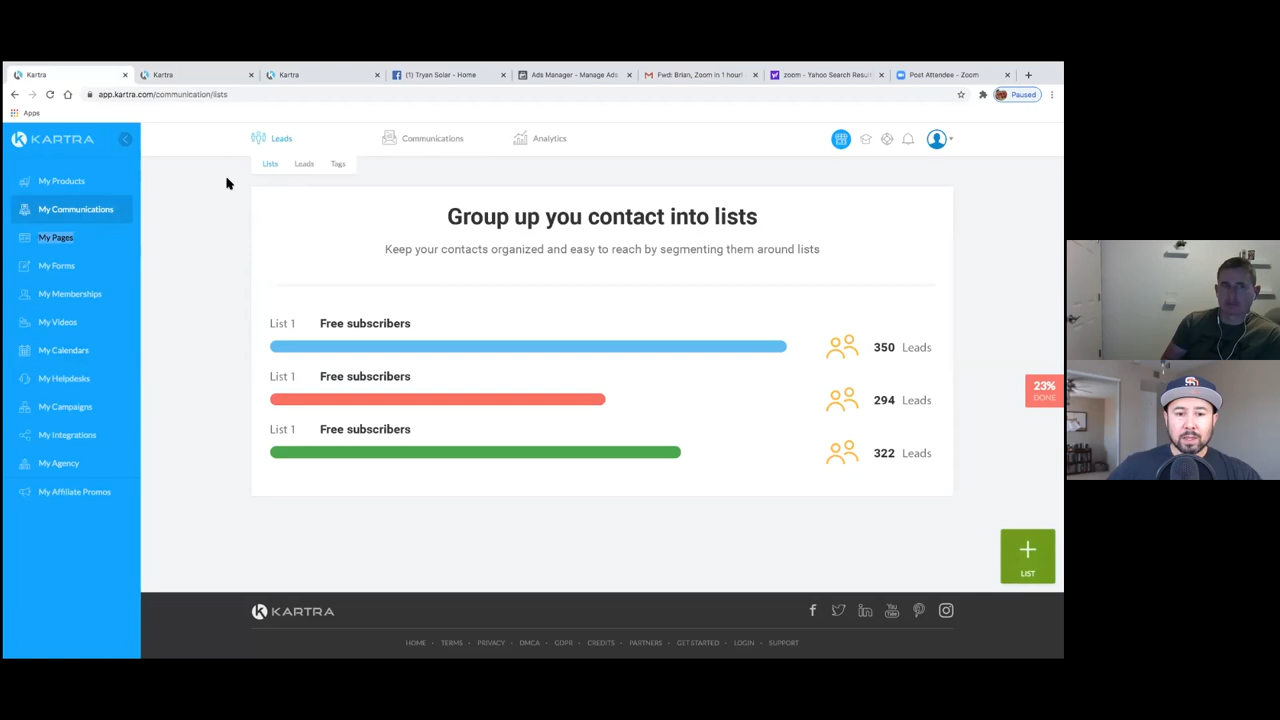 Kartra
Kartra
Kartra
(1) Tryan Solar - Home
Ads Manager - Manage Ads
Fwd: Brian, Zoom in 1 hour!
zoom - Yahoo Search Resul
Post Attendee - Zoom
app.kartra.com/communication/lists
Paused
Apps
KARTRA
My Products
My Communications
My Pages
My Forms
My Memberships
My Videos
My Calendars
My Helpdesks
My Campaigns
My Integrations
My Agency
My Affiliate Promos
Leads
Communications
Analytics
Lists
Leads
Tags
Group up you contact into lists
Keep your contacts organized and easy to reach by segmenting them around lists
List 1 Free subscribers
350 Leads
List 1 Free subscribers
294 Leads
List 1 Free subscribers
322 Leads
23%
DONE
+
LIST
KARTRA
HOME · TERMS · PRIVACY · DMCA · GDPR · CREDITS · PARTNERS · GET STARTED · LOGIN · SUPPORT